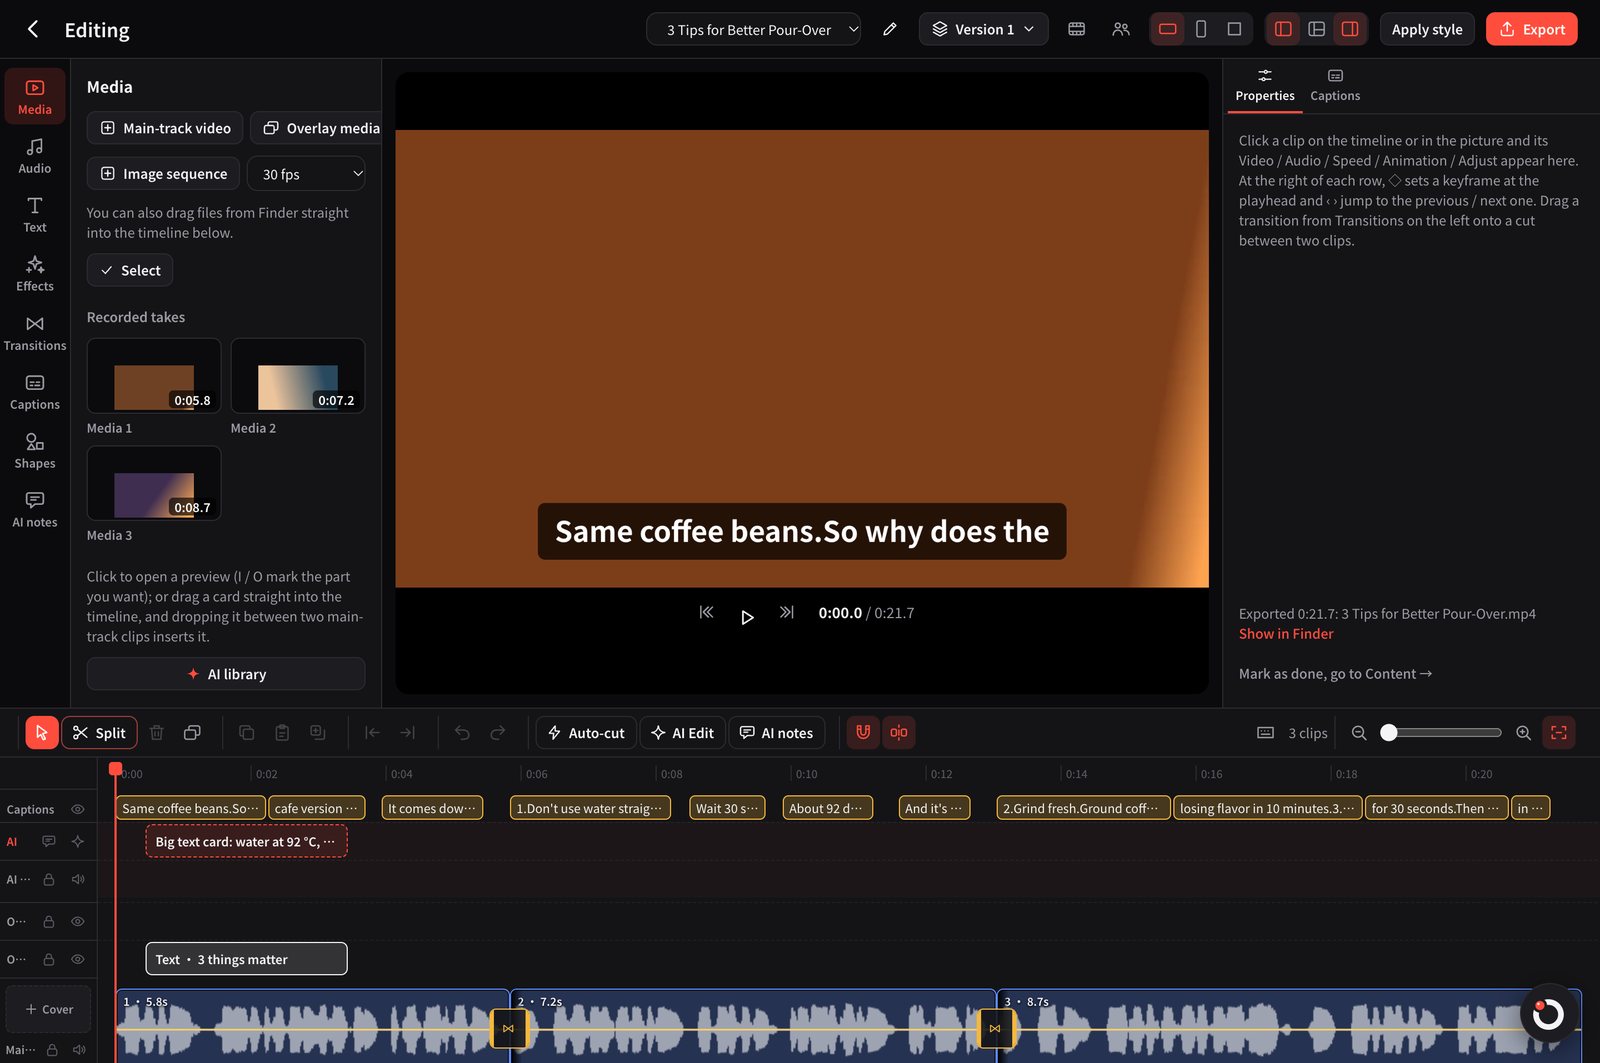 Editing
3 Tips for Better Pour-Over
Version 1
Apply style
Export
Media
Audio
Text
Effects
Transitions
Captions
Shapes
AI notes
Media
Main-track video
Overlay media
Image sequence
30 fps
You can also drag files from Finder straight
into the timeline below.
Select
Recorded takes
0:05.8
0:07.2
Media 1
Media 2
0:08.7
Media 3
Click to open a preview (I / O mark the part
you want); or drag a card straight into the
timeline, and dropping it between two main-
track clips inserts it.
AI library
Same coffee beans.So why does the
0:00.0 / 0:21.7
Properties
Captions
Click a clip on the timeline or in the picture and its
Video / Audio / Speed / Animation / Adjust appear here.
At the right of each row, ◇ sets a keyframe at the
playhead and ‹ › jump to the previous / next one. Drag a
transition from Transitions on the left onto a cut
between two clips.
Exported 0:21.7: 3 Tips for Better Pour-Over.mp4
Show in Finder
Mark as done, go to Content →
Split
Auto-cut
AI Edit
AI notes
3 clips
0:00
0:02
0:04
0:06
0:08
0:10
0:12
0:14
0:16
0:18
0:20
Captions
Same coffee beans.So···
cafe version ···
It comes dow···
1.Don't use water straig···
Wait 30 s···
About 92 d···
And it's ···
2.Grind fresh.Ground coff···
losing flavor in 10 minutes.3.···
for 30 seconds.Then ···
in ···
AI
Big text card: water at 92 °C, ···
AI ···
O···
O···
Text • 3 things matter
+ Cover
1 • 5.8s
2 • 7.2s
3 • 8.7s
Mai···